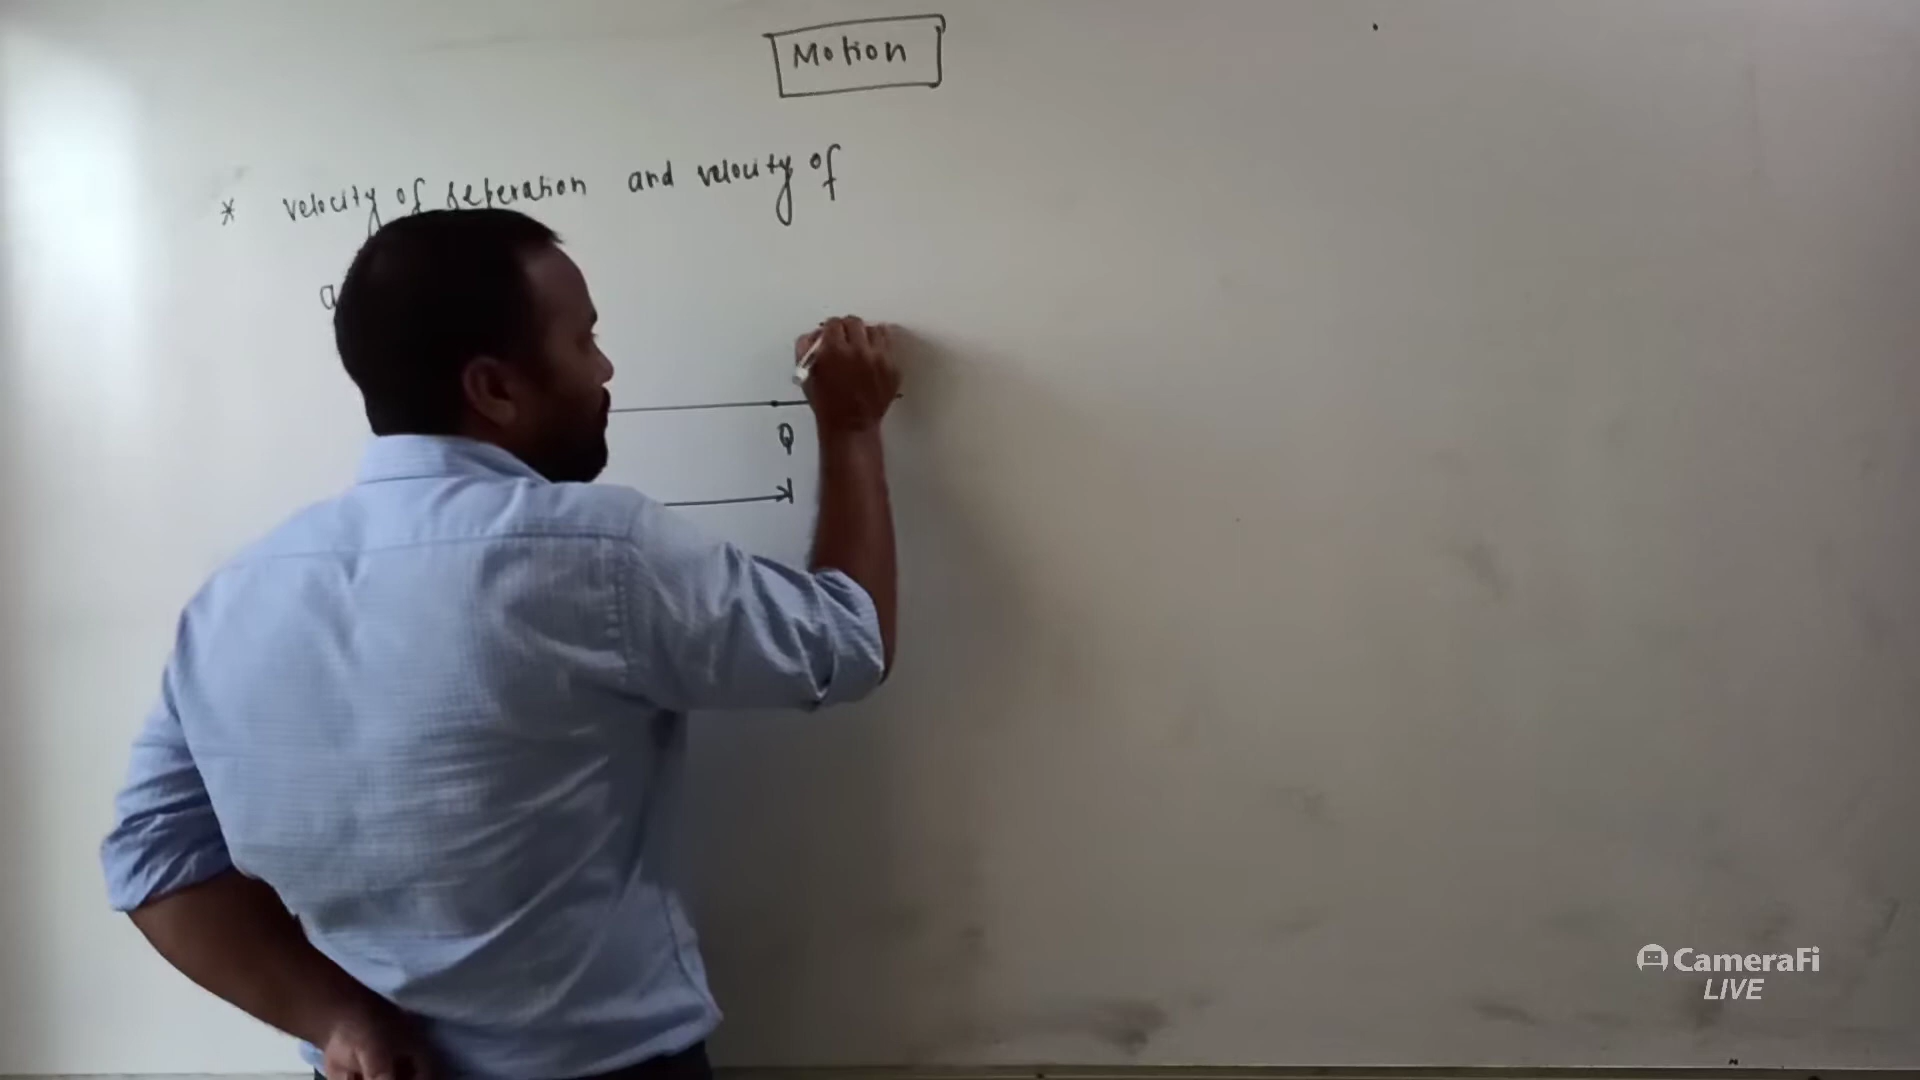 Motion
* velocity of seperation and velocity of
a
Q
CameraFi
LIVE